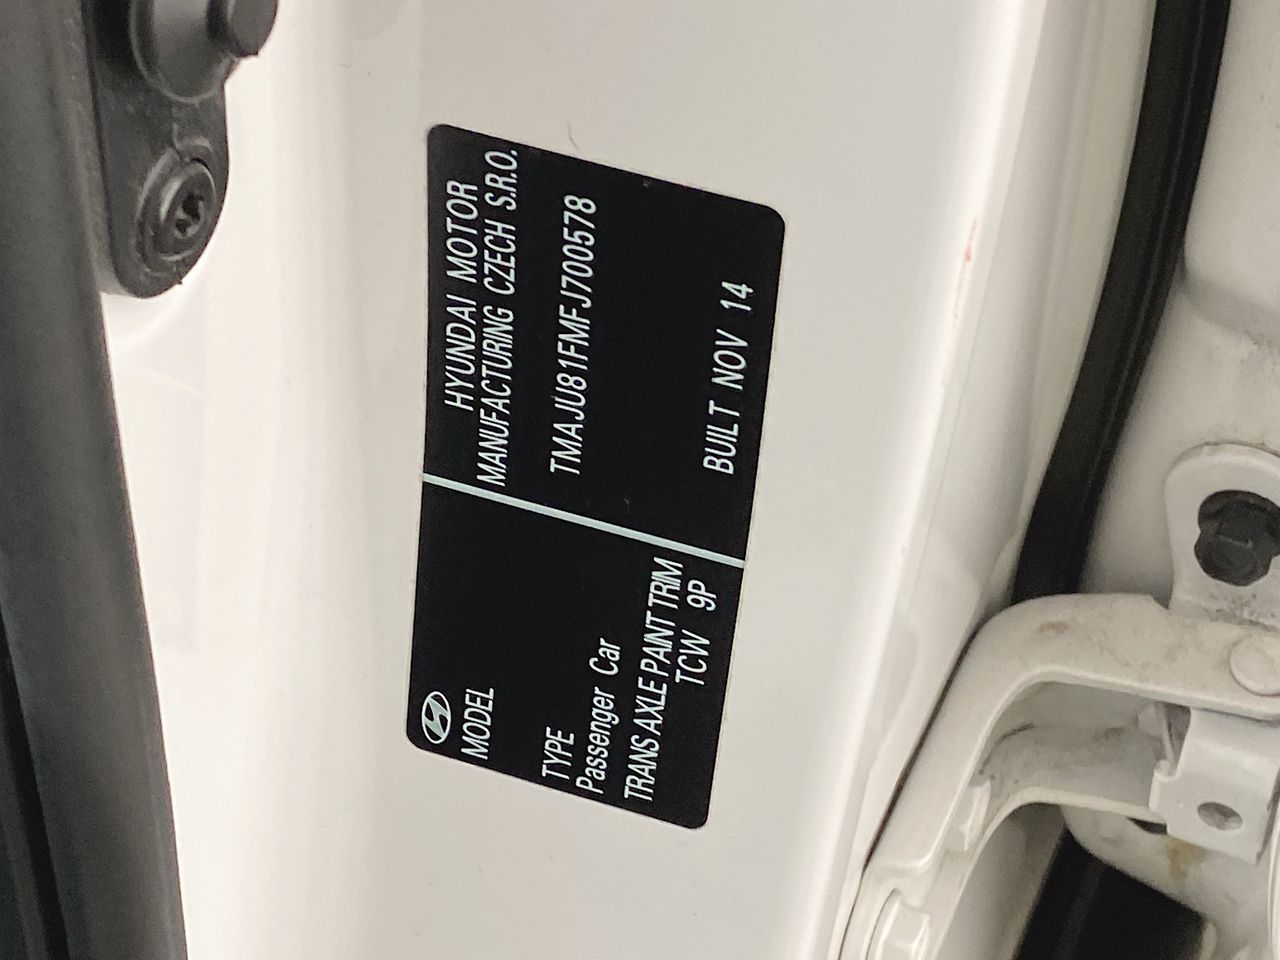 MODEL
TYPE
Passenger Car
TRANS AXLE PAINT TRIM
TCW 9P
HYUNDAI MOTOR
MANUFACTURING CZECH S.R.O.
TMAJU81FMFJ700578
BUILT NOV 14